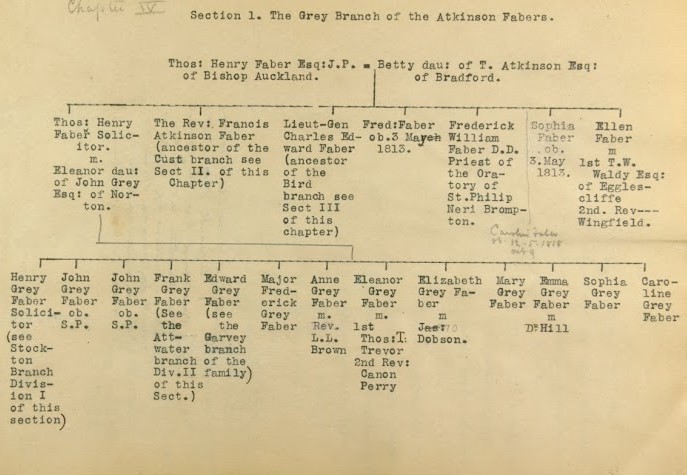 Chapter IV
Section 1. The Grey Branch of the Atkinson Fabers.
Thos: Henry Faber Esq:J.P. = Betty dau: of T. Atkinson Esq:
of Bishop Auckland.
of Bradford.
Thos: Henry
Faber Solic-
itor.
m.
Eleanor dau:
of John Grey
Esq: of Nor-
ton.
The Rev: Francis
Atkinson Faber
(ancestor of the
Cust branch see
Sect II. of this
Chapter)
Lieut-Gen
Charles Ed-
ward Faber
(ancestor
of the
Bird
branch see
Sect III
of this
chapter)
Fred:Faber
ob. 3 March
1813.
Frederick
William
Faber D.D.
Priest of
the Ora-
tory of
St.Philip
Neri Bromp-
ton.
Sophia
Faber
ob.
3.May
1813.
Ellen
Faber
m
1st T.W.
Waldy Esq:
of Eggles-
cliffe
2nd. Rev---
Wingfield.
Caroline Faber
ob. 12-5-1818
Henry
Grey
Faber
Solici-
tor
(see
Stock-
ton
Branch
Divis-
ion I
of this
section)
John
Grey
Faber
ob.
S.P.
John
Grey
Faber
ob.
S.P.
Frank
Grey
Faber
(See
the
Att-
water
branch
Div.II
of this
Sect.)
Edward
Grey
Faber
(see
the
Garvey
branch
of the
family)
Major
Fred-
erick
Grey
Faber
Anne
Grey
Faber
m.
Rev.
L.L.
Brown
Eleanor
Grey
Faber
m.
1st
Thos:T.
Trevor
2nd Rev:
Canon
Perry
Elizabeth
Grey Fa-
ber
m
Jas:
Dobson.
Mary
Grey
Faber
Emma
Grey
Faber
m
Dr Hill
Sophia
Grey
Faber
Caro-
line
Grey
Faber